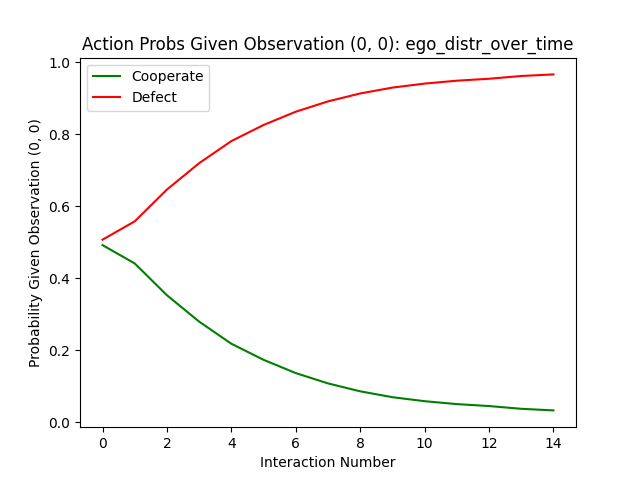 Action Probs Given Observation (0, 0): ego_distr_over_time
Cooperate
Defect
Probability Given Observation (0, 0)
1.0
0.8
0.6
0.4
0.2
0.0
0 2 4 6 8 10 12 14
Interaction Number